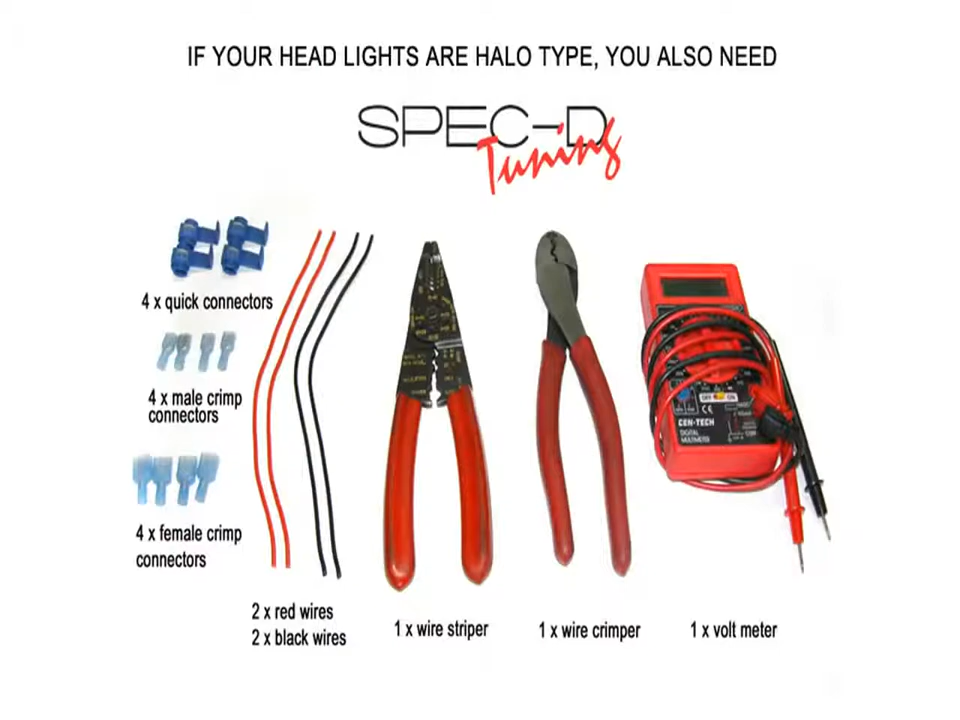 IF YOUR HEAD LIGHTS ARE HALO TYPE, YOU ALSO NEED
SPEC-D
Tuning
4 x quick connectors
4 x male crimp
connectors
4 x female crimp
connectors
2 x red wires
2 x black wires
1 x wire striper
1 x wire crimper
1 x volt meter
OFF ON
CE
CEN-TECH
DIGITAL
MULTIMETER